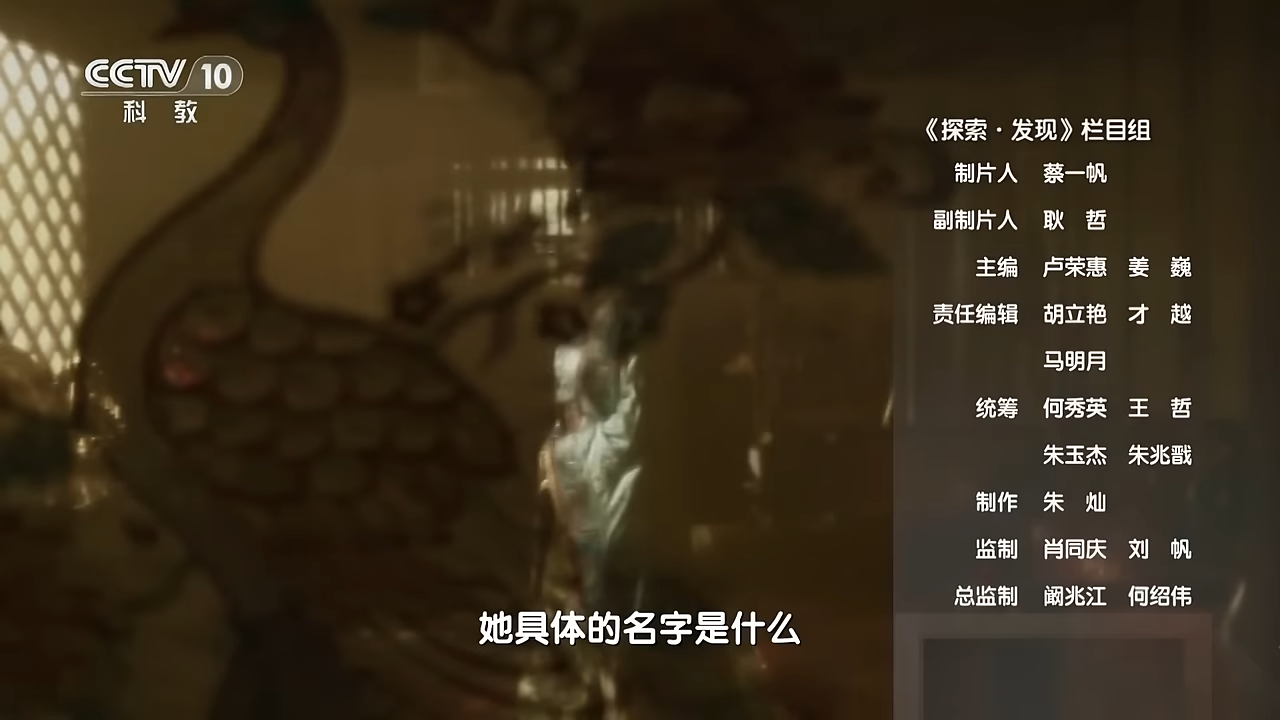 CCTV 10
科 教
《探索·发现》栏目组
制片人 蔡一帆
副制片人 耿 哲
主编 卢荣惠 姜 巍
责任编辑 胡立艳 才 越
马明月
统筹 何秀英 王 哲
朱玉杰 朱兆戬
制作 朱 灿
监制 肖同庆 刘 帆
总监制 阚兆江 何绍伟
她具体的名字是什么